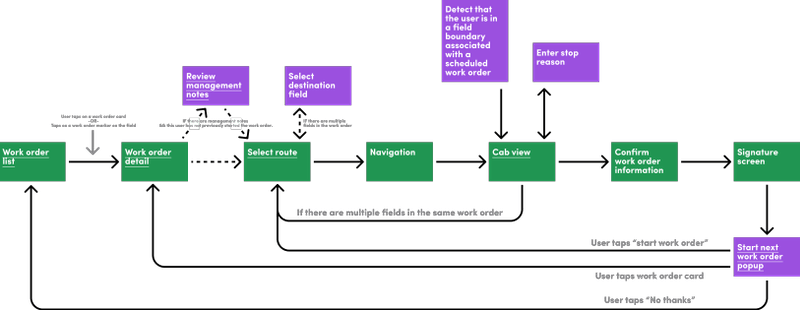 Detect that
the user is in
a field
boundary
associated
with a
scheduled
work order
Enter stop
reason
Review
management
notes
Select
destination
field
User taps on a work order card
-OR-
Taps on a work order marker on the field
If there are management notes
the user has not previously started the work order.
If there are multiple
fields in the work order
Work order
list
Work order
detail
Select route
Navigation
Cab view
Confirm
work order
information
Signature
screen
If there are multiple fields in the same work order
User taps “start work order”
Start next
work order
popup
User taps work order card
User taps “No thanks”